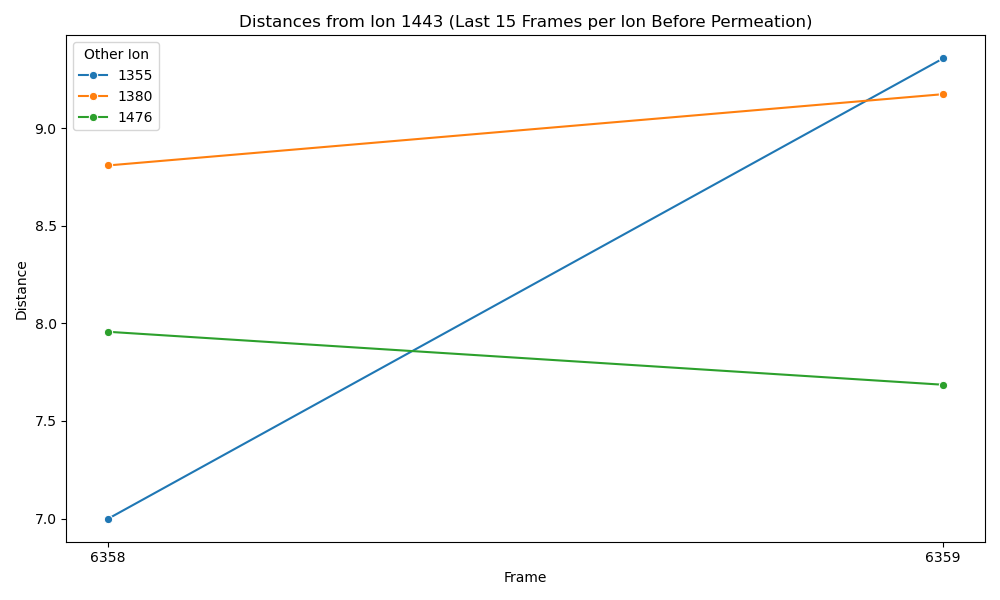 Distances from Ion 1443 (Last 15 Frames per Ion Before Permeation)
Other Ion
1355
1380
1476
9.0
8.5
8.0
7.5
7.0
Distance
6358
6359
Frame